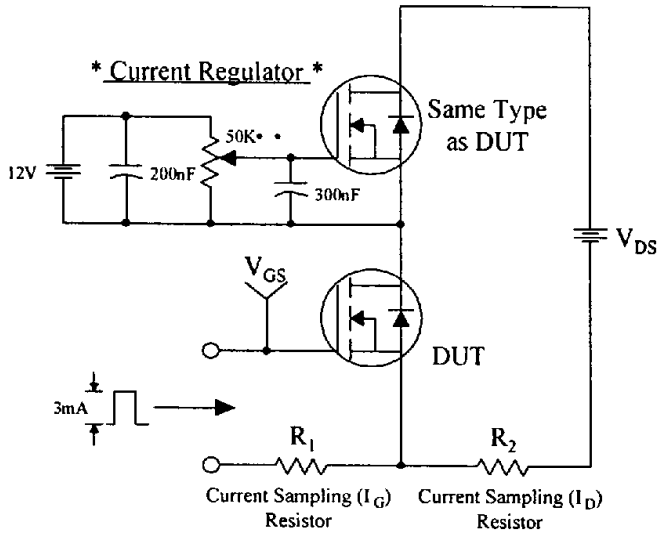 * Current Regulator *
Same Type
as DUT
50K
12V
200nF
300nF
V_DS
V_GS
DUT
3mA
R_1
R_2
Current Sampling (I_G)
Resistor
Current Sampling (I_D)
Resistor